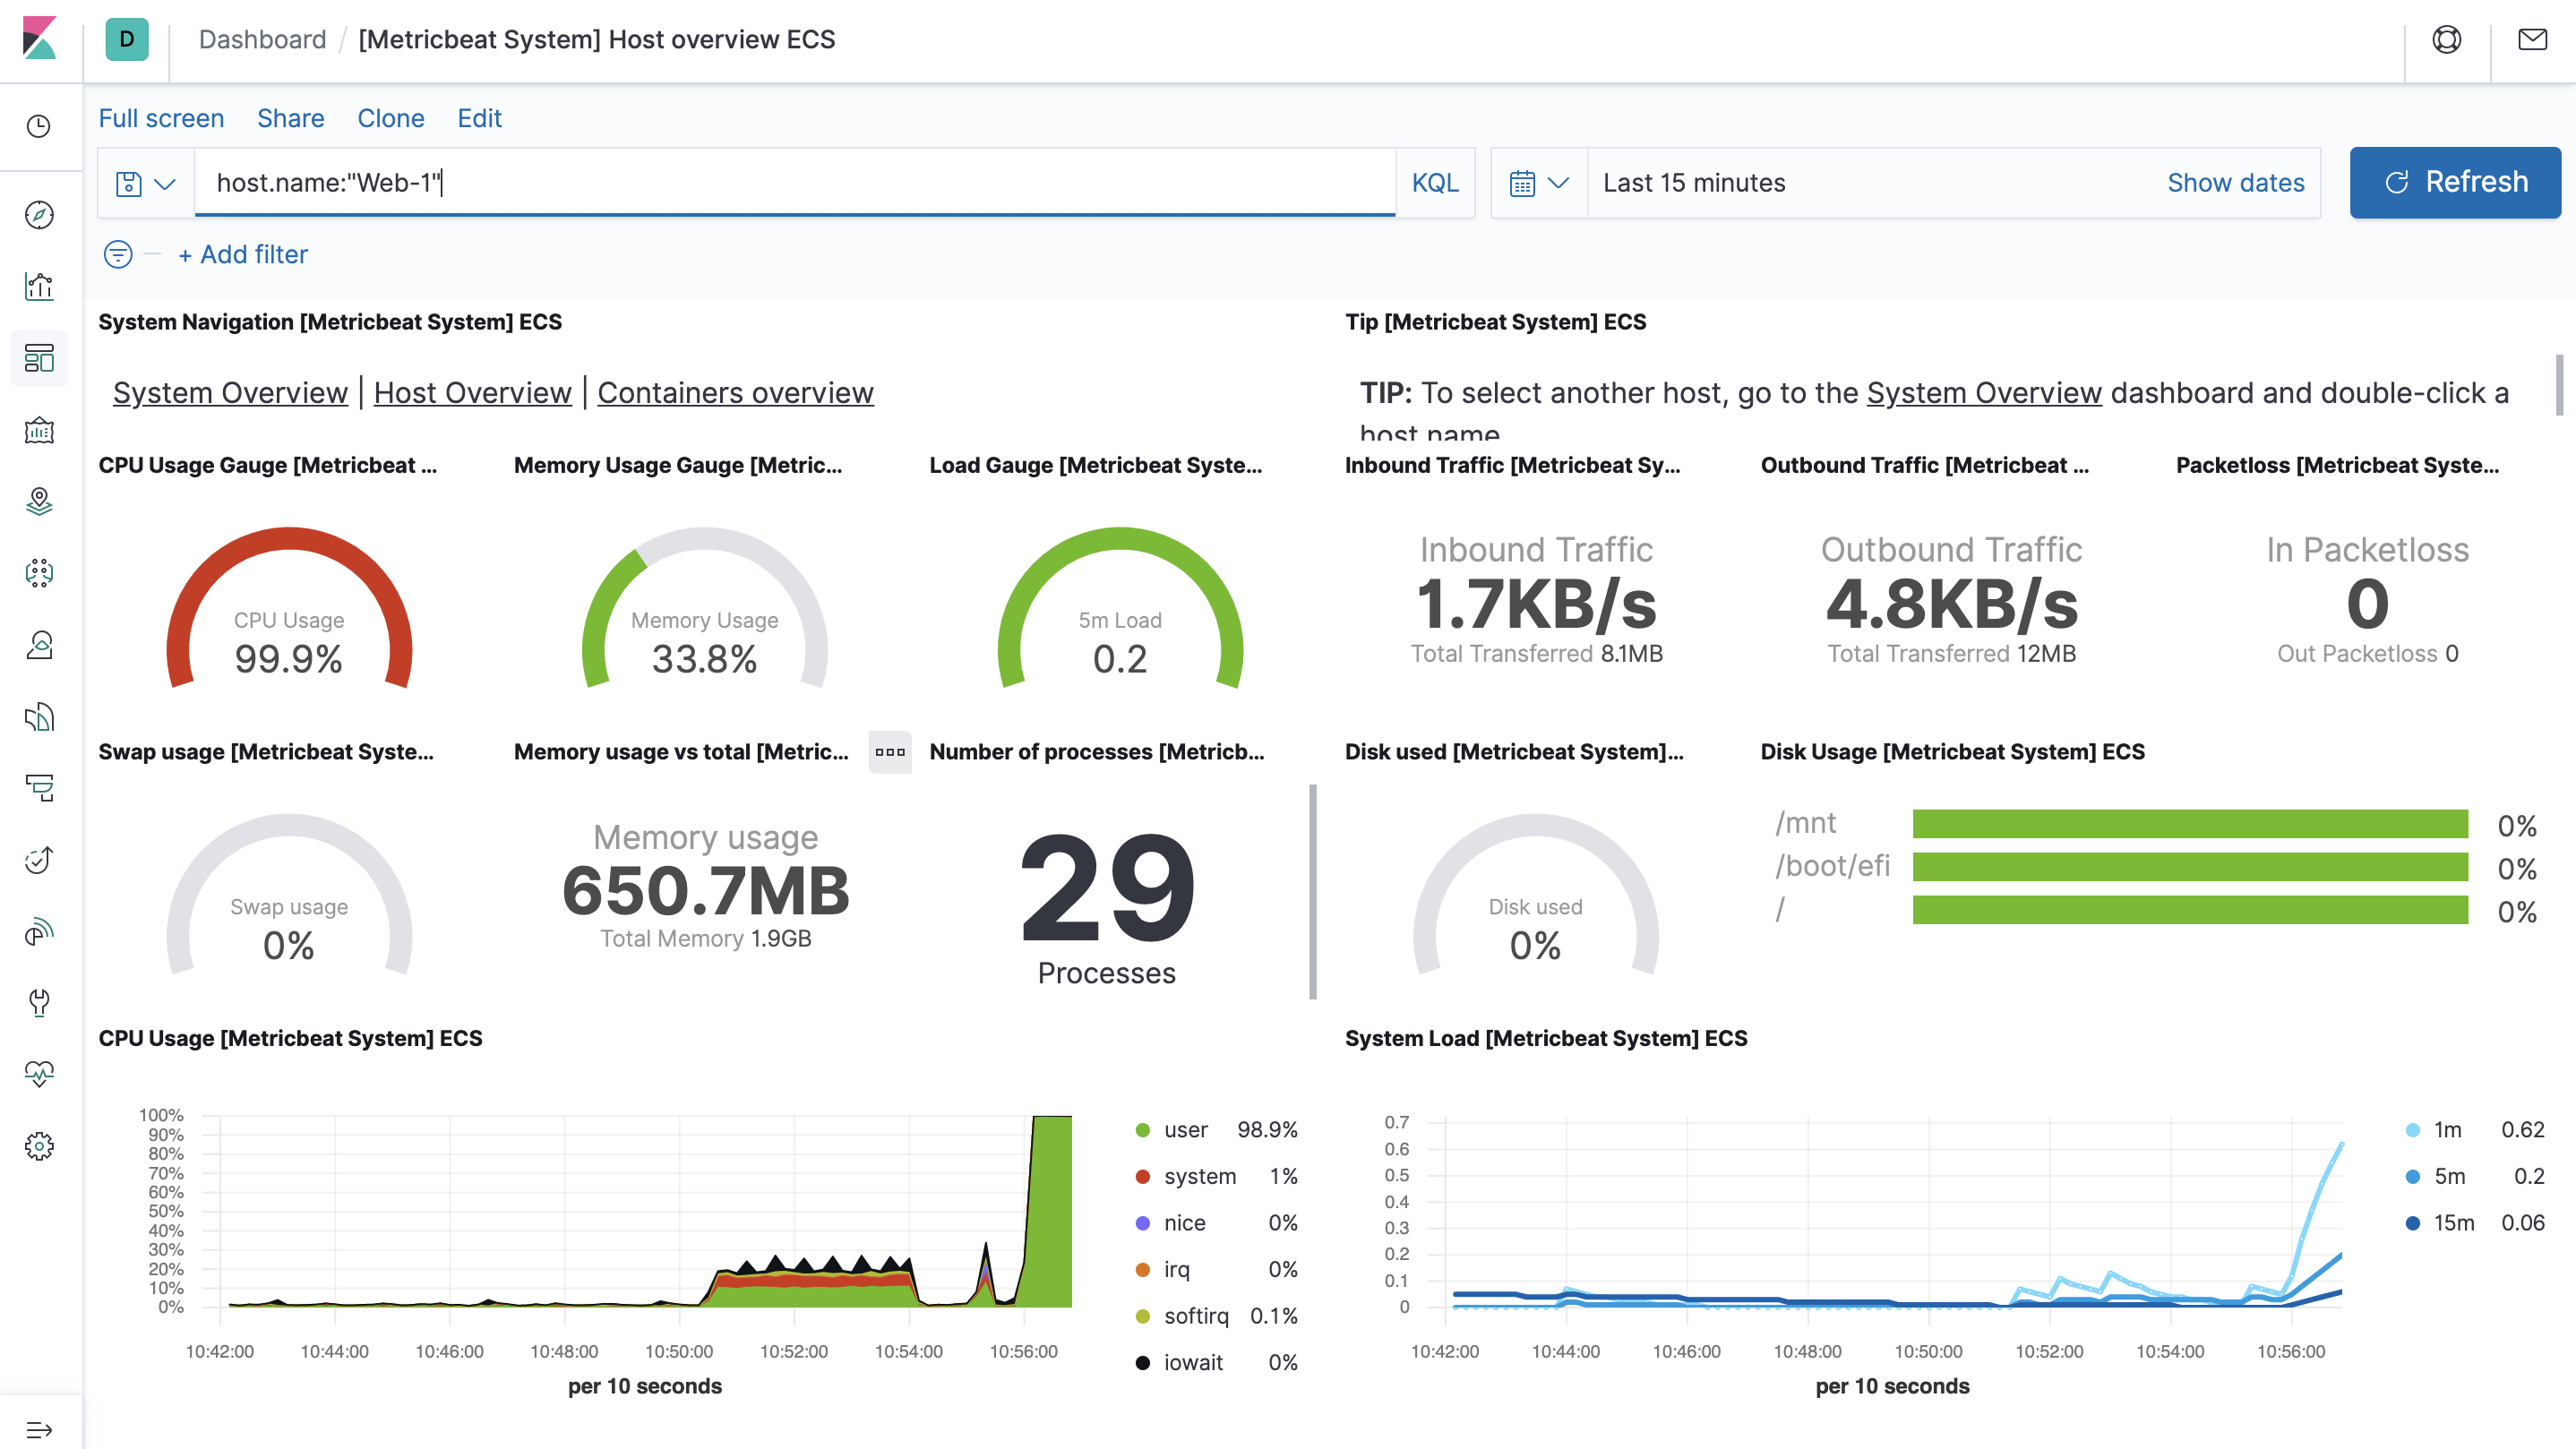 D Dashboard / [Metricbeat System] Host overview ECS
Full screen Share Clone Edit
host.name:"Web-1" KQL Last 15 minutes Show dates Refresh
+ Add filter
System Navigation [Metricbeat System] ECS
System Overview | Host Overview | Containers overview
Tip [Metricbeat System] ECS
TIP: To select another host, go to the System Overview dashboard and double-click a
host name
CPU Usage Gauge [Metricbeat ...
CPU Usage
99.9%
Memory Usage Gauge [Metric...
Memory Usage
33.8%
Load Gauge [Metricbeat Syste...
5m Load
0.2
Inbound Traffic [Metricbeat Sy...
Inbound Traffic
1.7KB/s
Total Transferred 8.1MB
Outbound Traffic [Metricbeat ...
Outbound Traffic
4.8KB/s
Total Transferred 12MB
Packetloss [Metricbeat Syste...
In Packetloss
0
Out Packetloss 0
Swap usage [Metricbeat Syste...
Swap usage
0%
Memory usage vs total [Metric...
Memory usage
650.7MB
Total Memory 1.9GB
Number of processes [Metricb...
29
Processes
Disk used [Metricbeat System]...
Disk used
0%
Disk Usage [Metricbeat System] ECS
/mnt 0%
/boot/efi 0%
/ 0%
CPU Usage [Metricbeat System] ECS
100%
90%
80%
70%
60%
50%
40%
30%
20%
10%
0%
10:42:00 10:44:00 10:46:00 10:48:00 10:50:00 10:52:00 10:54:00 10:56:00
per 10 seconds
user 98.9%
system 1%
nice 0%
irq 0%
softirq 0.1%
iowait 0%
System Load [Metricbeat System] ECS
0.7
0.6
0.5
0.4
0.3
0.2
0.1
0
10:42:00 10:44:00 10:46:00 10:48:00 10:50:00 10:52:00 10:54:00 10:56:00
per 10 seconds
1m 0.62
5m 0.2
15m 0.06